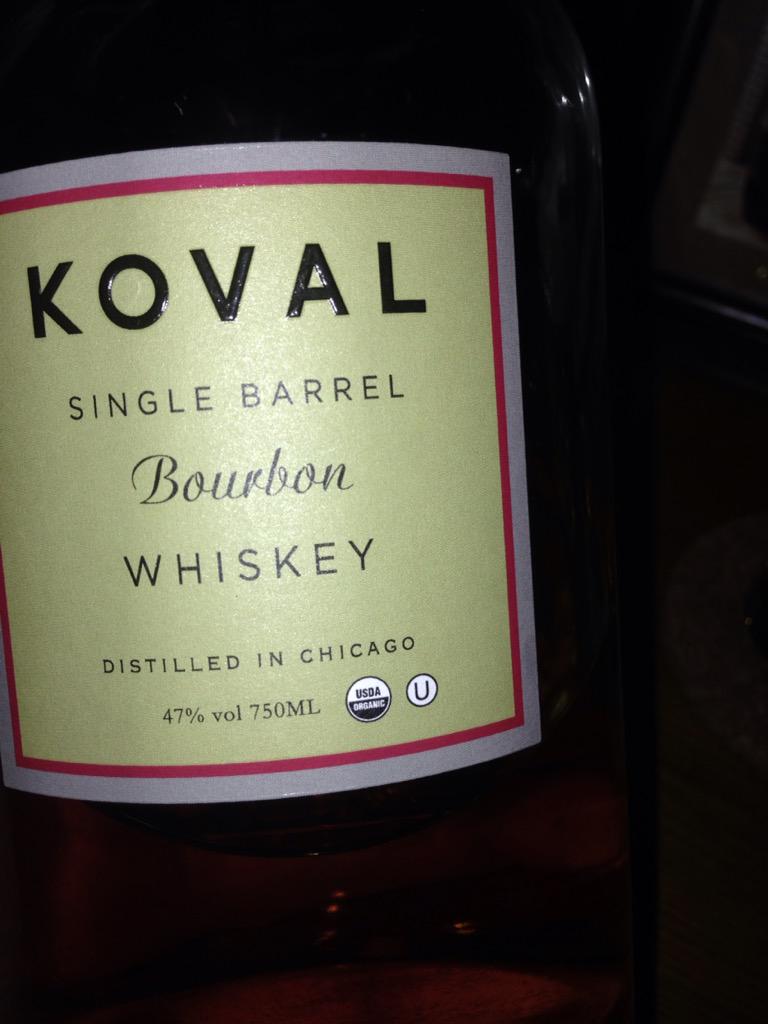 KOVAL
SINGLE BARREL
Bourbon
WHISKEY
DISTILLED IN CHICAGO
47% vol 750ML
USDA
ORGANIC
U